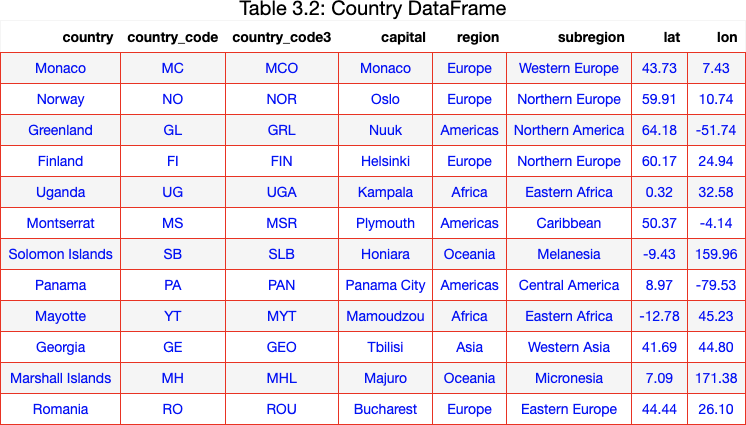 Table 3.2: Country DataFrame
country country_code country_code3 capital region subregion lat lon
Monaco MC MCO Monaco Europe Western Europe 43.73 7.43
Norway NO NOR Oslo Europe Northern Europe 59.91 10.74
Greenland GL GRL Nuuk Americas Northern America 64.18 -51.74
Finland FI FIN Helsinki Europe Northern Europe 60.17 24.94
Uganda UG UGA Kampala Africa Eastern Africa 0.32 32.58
Montserrat MS MSR Plymouth Americas Caribbean 50.37 -4.14
Solomon Islands SB SLB Honiara Oceania Melanesia -9.43 159.96
Panama PA PAN Panama City Americas Central America 8.97 -79.53
Mayotte YT MYT Mamoudzou Africa Eastern Africa -12.78 45.23
Georgia GE GEO Tbilisi Asia Western Asia 41.69 44.80
Marshall Islands MH MHL Majuro Oceania Micronesia 7.09 171.38
Romania RO ROU Bucharest Europe Eastern Europe 44.44 26.10